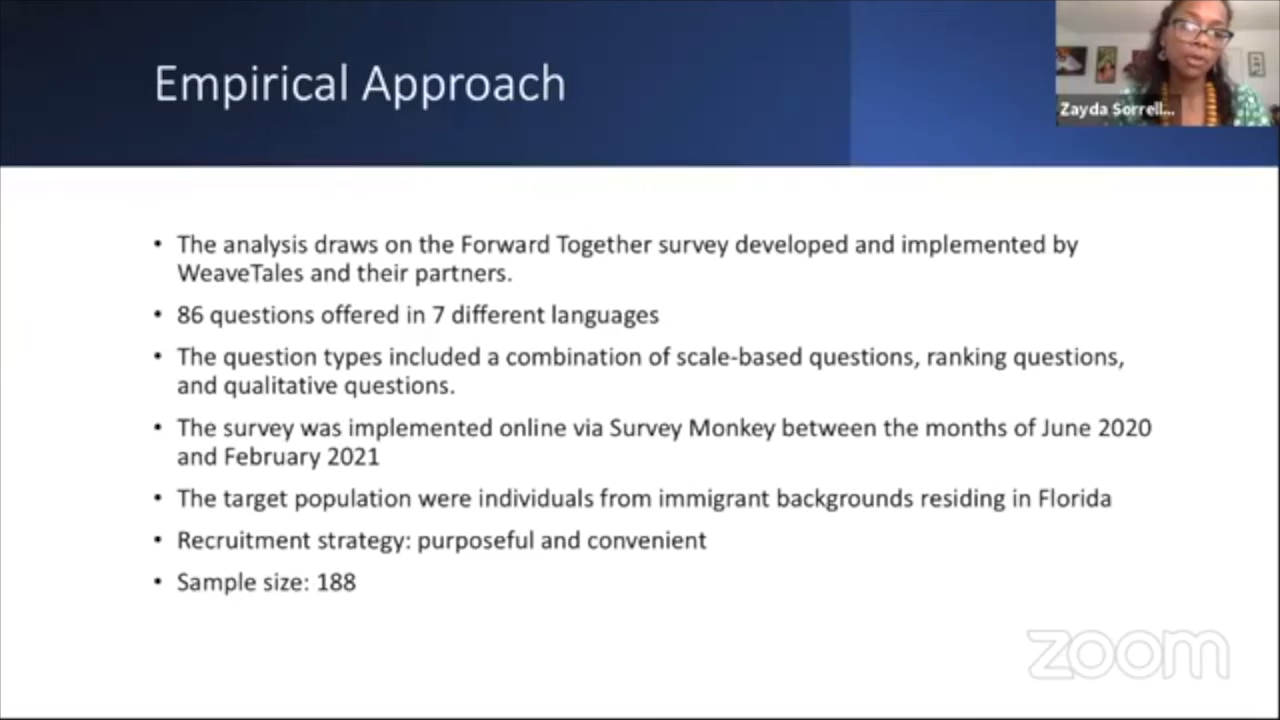 Empirical Approach
Zayda Sorrell...
• The analysis draws on the Forward Together survey developed and implemented by
WeaveTales and their partners.
• 86 questions offered in 7 different languages
• The question types included a combination of scale-based questions, ranking questions,
and qualitative questions.
• The survey was implemented online via Survey Monkey between the months of June 2020
and February 2021
• The target population were individuals from immigrant backgrounds residing in Florida
• Recruitment strategy: purposeful and convenient
• Sample size: 188
zoom